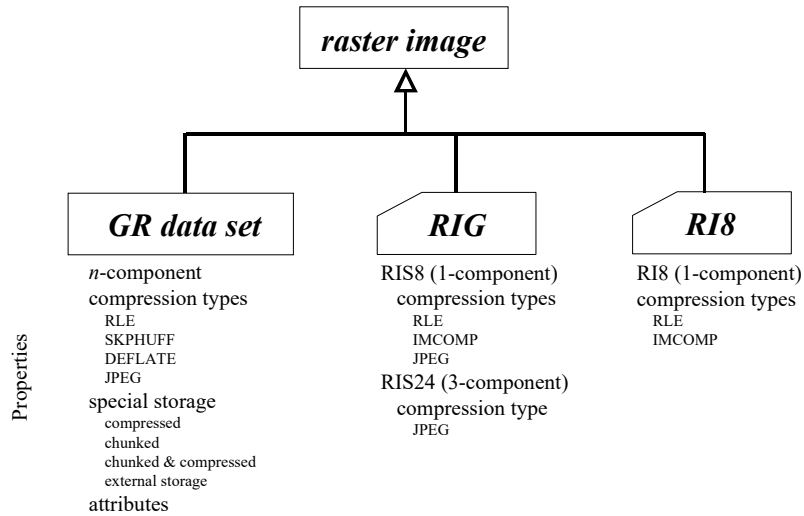 raster image
GR data set
n-component
compression types
RLE
SKPHUFF
DEFLATE
JPEG
special storage
compressed
chunked
chunked & compressed
external storage
attributes
RIG
RIS8 (1-component)
compression types
RLE
IMCOMP
JPEG
RIS24 (3-component)
compression type
JPEG
RI8
RI8 (1-component)
compression types
RLE
IMCOMP
Properties